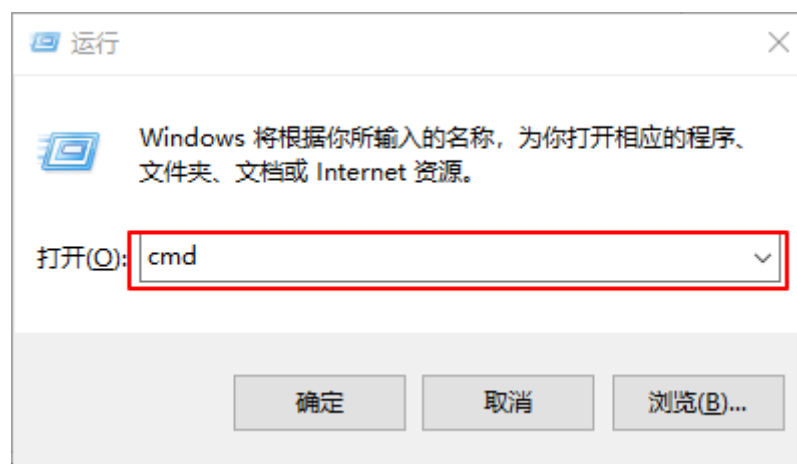 运行
Windows 将根据你所输入的名称，为你打开相应的程序、
文件夹、文档或 Internet 资源。
打开(O): cmd
确定 取消 浏览(B)...